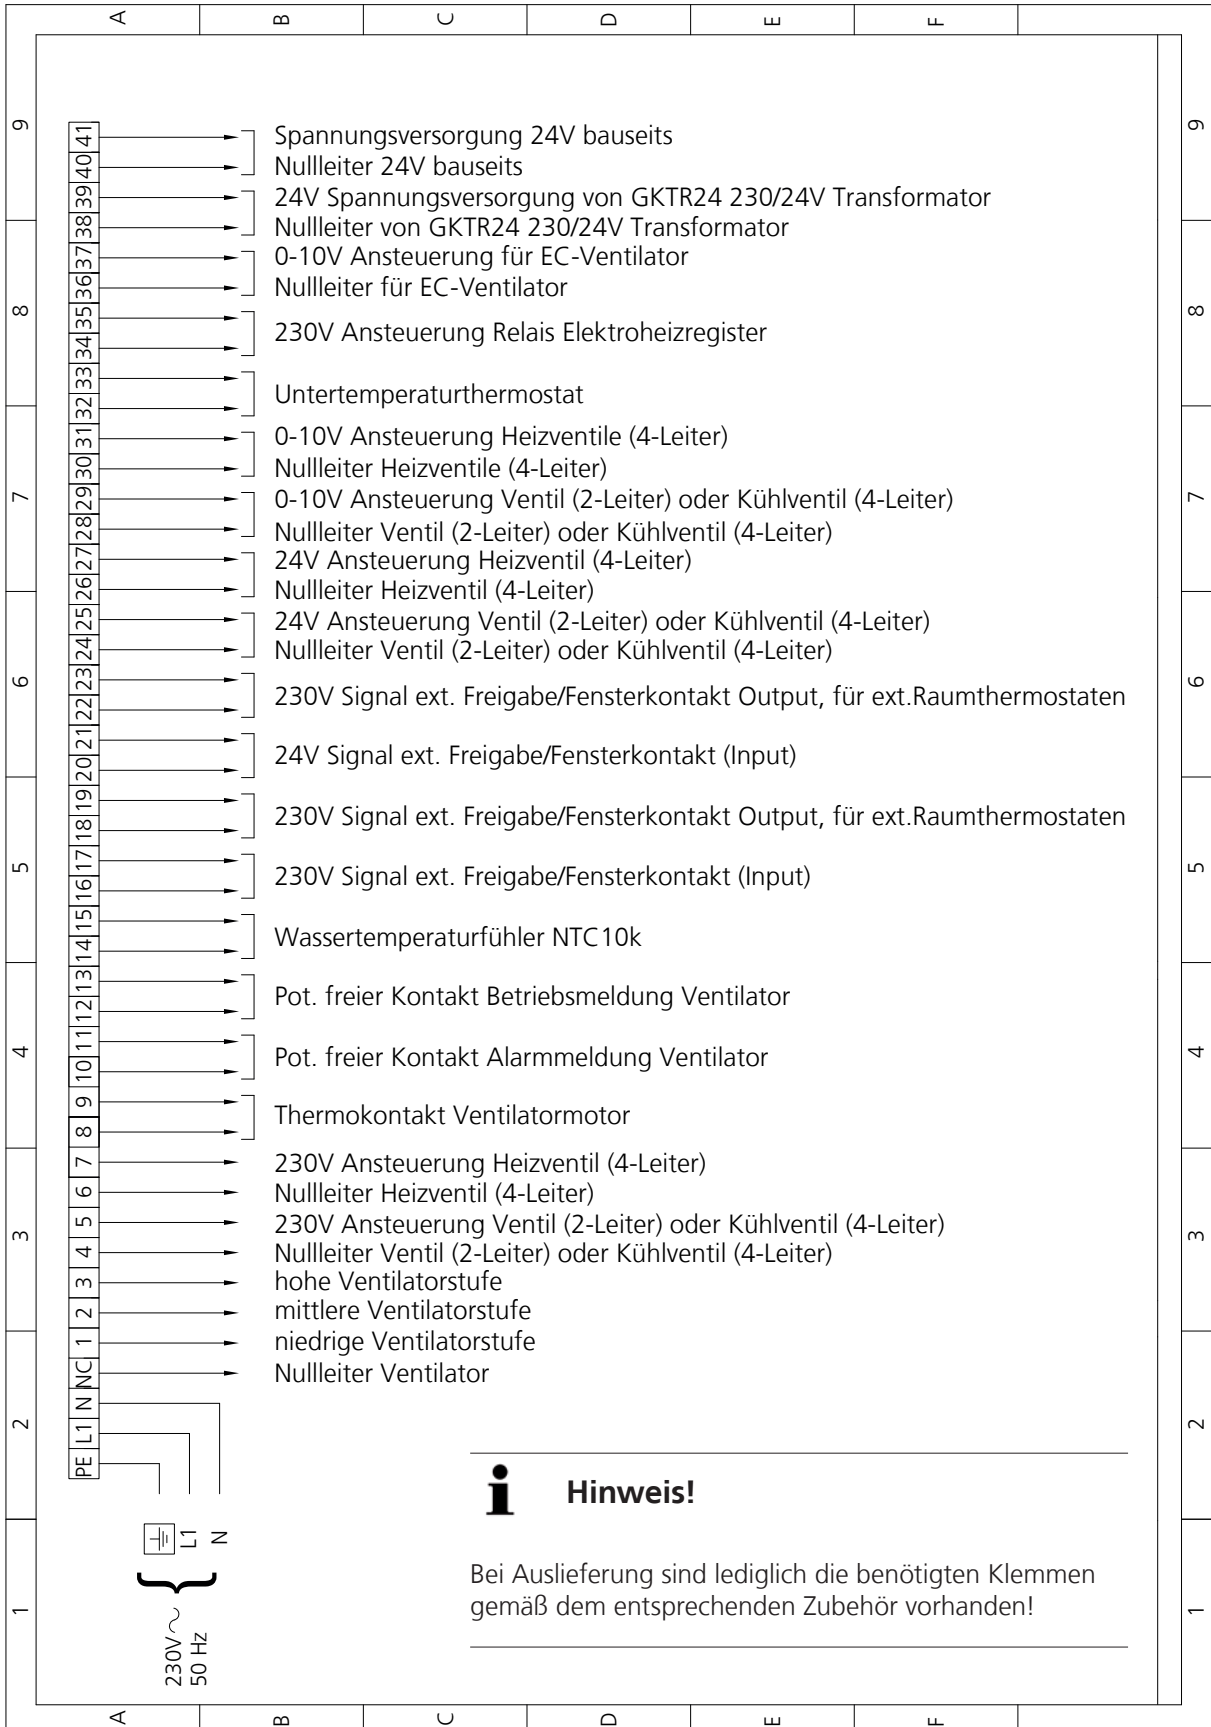 A B C D E F
9 9
41 Spannungsversorgung 24V bauseits
40 Nullleiter 24V bauseits
39 24V Spannungsversorgung von GKTR24 230/24V Transformator
38 Nullleiter von GKTR24 230/24V Transformator
37 0-10V Ansteuerung für EC-Ventilator
36 Nullleiter für EC-Ventilator
8 8
35
230V Ansteuerung Relais Elektroheizregister
34
33
Untertemperaturthermostat
32
31 0-10V Ansteuerung Heizventile (4-Leiter)
30 Nullleiter Heizventile (4-Leiter)
7 7
29 0-10V Ansteuerung Ventil (2-Leiter) oder Kühlventil (4-Leiter)
28 Nullleiter Ventil (2-Leiter) oder Kühlventil (4-Leiter)
27 24V Ansteuerung Heizventil (4-Leiter)
26 Nullleiter Heizventil (4-Leiter)
25 24V Ansteuerung Ventil (2-Leiter) oder Kühlventil (4-Leiter)
24 Nullleiter Ventil (2-Leiter) oder Kühlventil (4-Leiter)
6 6
23
230V Signal ext. Freigabe/Fensterkontakt Output, für ext.Raumthermostaten
22
21
24V Signal ext. Freigabe/Fensterkontakt (Input)
20
19
230V Signal ext. Freigabe/Fensterkontakt Output, für ext.Raumthermostaten
18
5 5
17
230V Signal ext. Freigabe/Fensterkontakt (Input)
16
15
Wassertemperaturfühler NTC10k
14
13
Pot. freier Kontakt Betriebsmeldung Ventilator
12
4 4
11
Pot. freier Kontakt Alarmmeldung Ventilator
10
9
Thermokontakt Ventilatormotor
8
7 230V Ansteuerung Heizventil (4-Leiter)
6 Nullleiter Heizventil (4-Leiter)
3 3
5 230V Ansteuerung Ventil (2-Leiter) oder Kühlventil (4-Leiter)
4 Nullleiter Ventil (2-Leiter) oder Kühlventil (4-Leiter)
3 hohe Ventilatorstufe
2 mittlere Ventilatorstufe
1 niedrige Ventilatorstufe
NC Nullleiter Ventilator
2 2
N
L1
PE
L1 N
230V~
50 Hz
i Hinweis!
Bei Auslieferung sind lediglich die benötigten Klemmen
gemäß dem entsprechenden Zubehör vorhanden!
1 1
A B C D E F